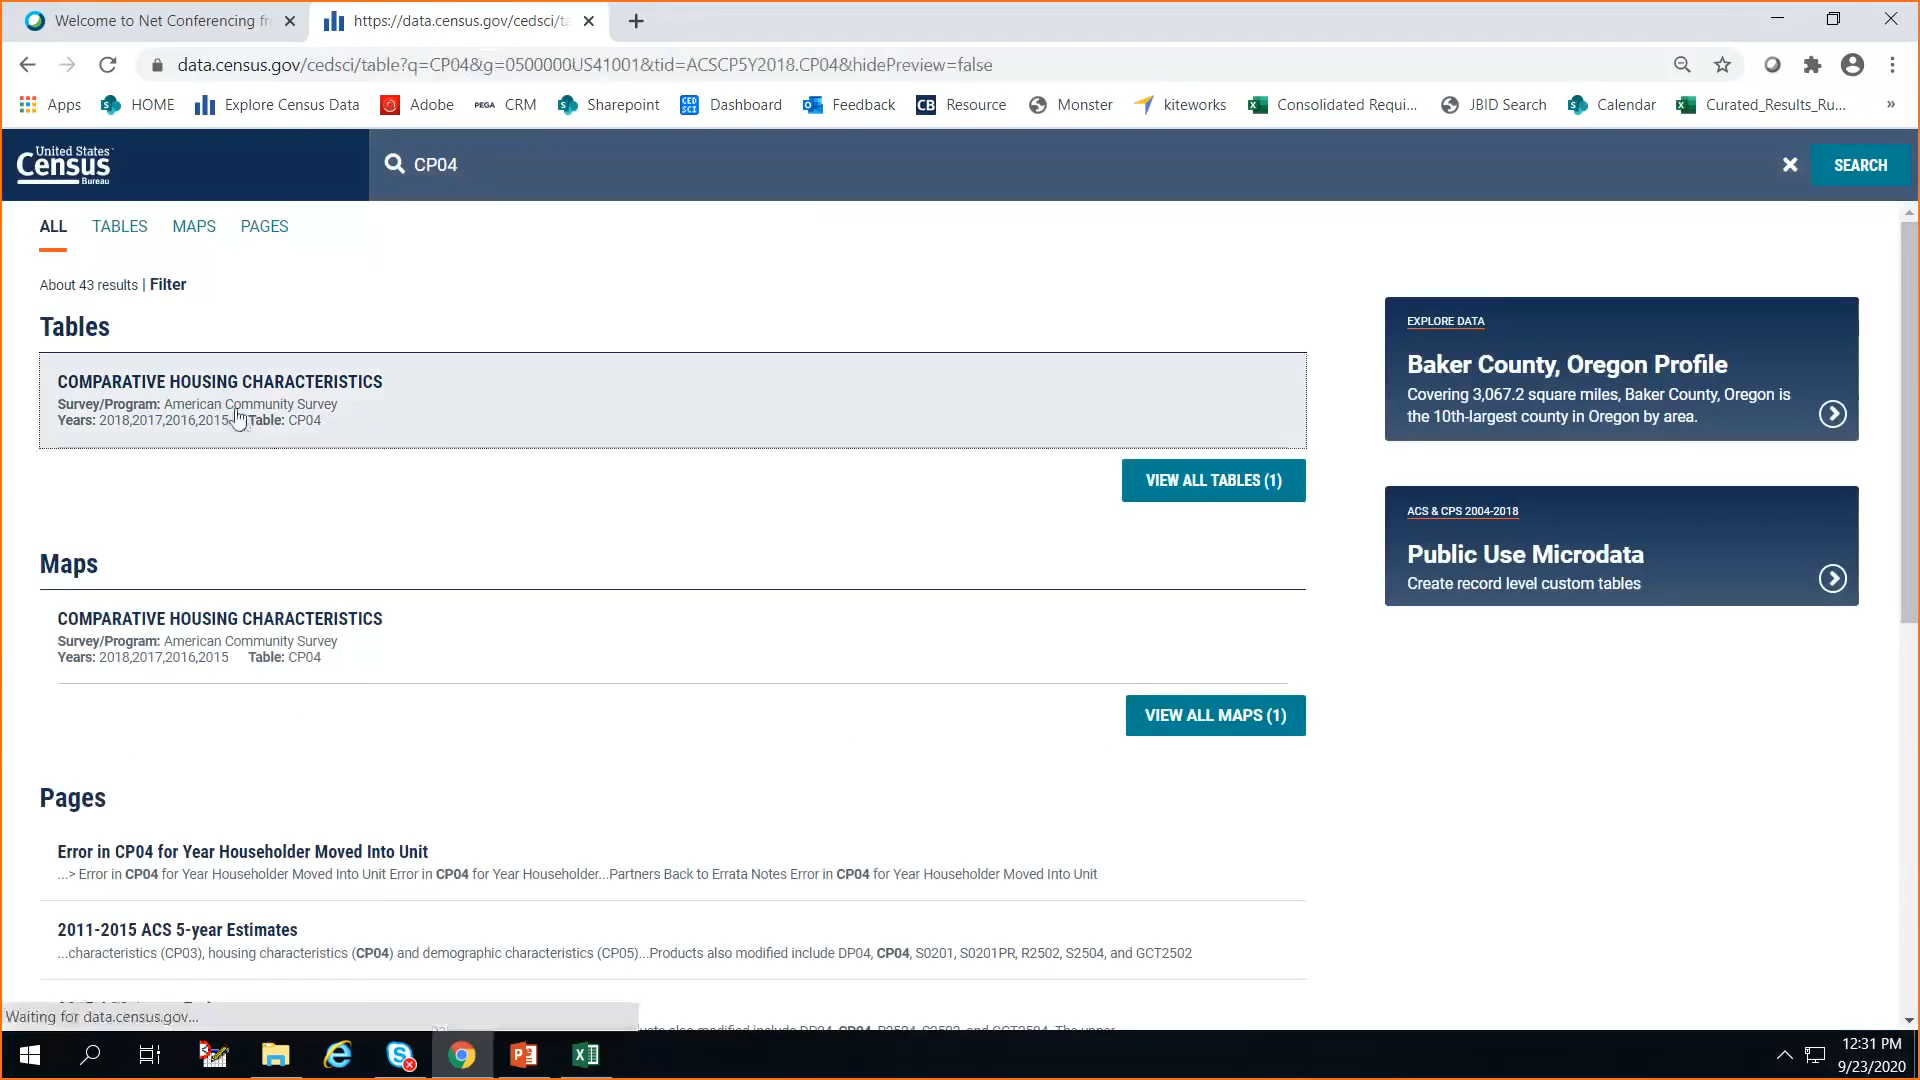 Welcome to Net Conferencing fr
https://data.census.gov/cedsci/ta
data.census.gov/cedsci/table?q=CP04&g=0500000US41001&tid=ACSCP5Y2018.CP04&hidePreview=false
Apps HOME Explore Census Data Adobe PEGA CRM Sharepoint CED SCI Dashboard Feedback CB Resource Monster kiteworks Consolidated Requi... JBID Search Calendar Curated_Results_Ru... »
United States
Census
Bureau
CP04
SEARCH
ALL TABLES MAPS PAGES
About 43 results | Filter
Tables
COMPARATIVE HOUSING CHARACTERISTICS
Survey/Program: American Community Survey
Years: 2018,2017,2016,2015 Table: CP04
VIEW ALL TABLES (1)
Maps
COMPARATIVE HOUSING CHARACTERISTICS
Survey/Program: American Community Survey
Years: 2018,2017,2016,2015 Table: CP04
VIEW ALL MAPS (1)
Pages
Error in CP04 for Year Householder Moved Into Unit
...> Error in CP04 for Year Householder Moved Into Unit Error in CP04 for Year Householder...Partners Back to Errata Notes Error in CP04 for Year Householder Moved Into Unit
2011-2015 ACS 5-year Estimates
...characteristics (CP03), housing characteristics (CP04) and demographic characteristics (CP05)...Products also modified include DP04, CP04, S0201, S0201PR, R2502, S2504, and GCT2502
EXPLORE DATA
Baker County, Oregon Profile
Covering 3,067.2 square miles, Baker County, Oregon is
the 10th-largest county in Oregon by area.
ACS & CPS 2004-2018
Public Use Microdata
Create record level custom tables
Waiting for data.census.gov...
12:31 PM
9/23/2020